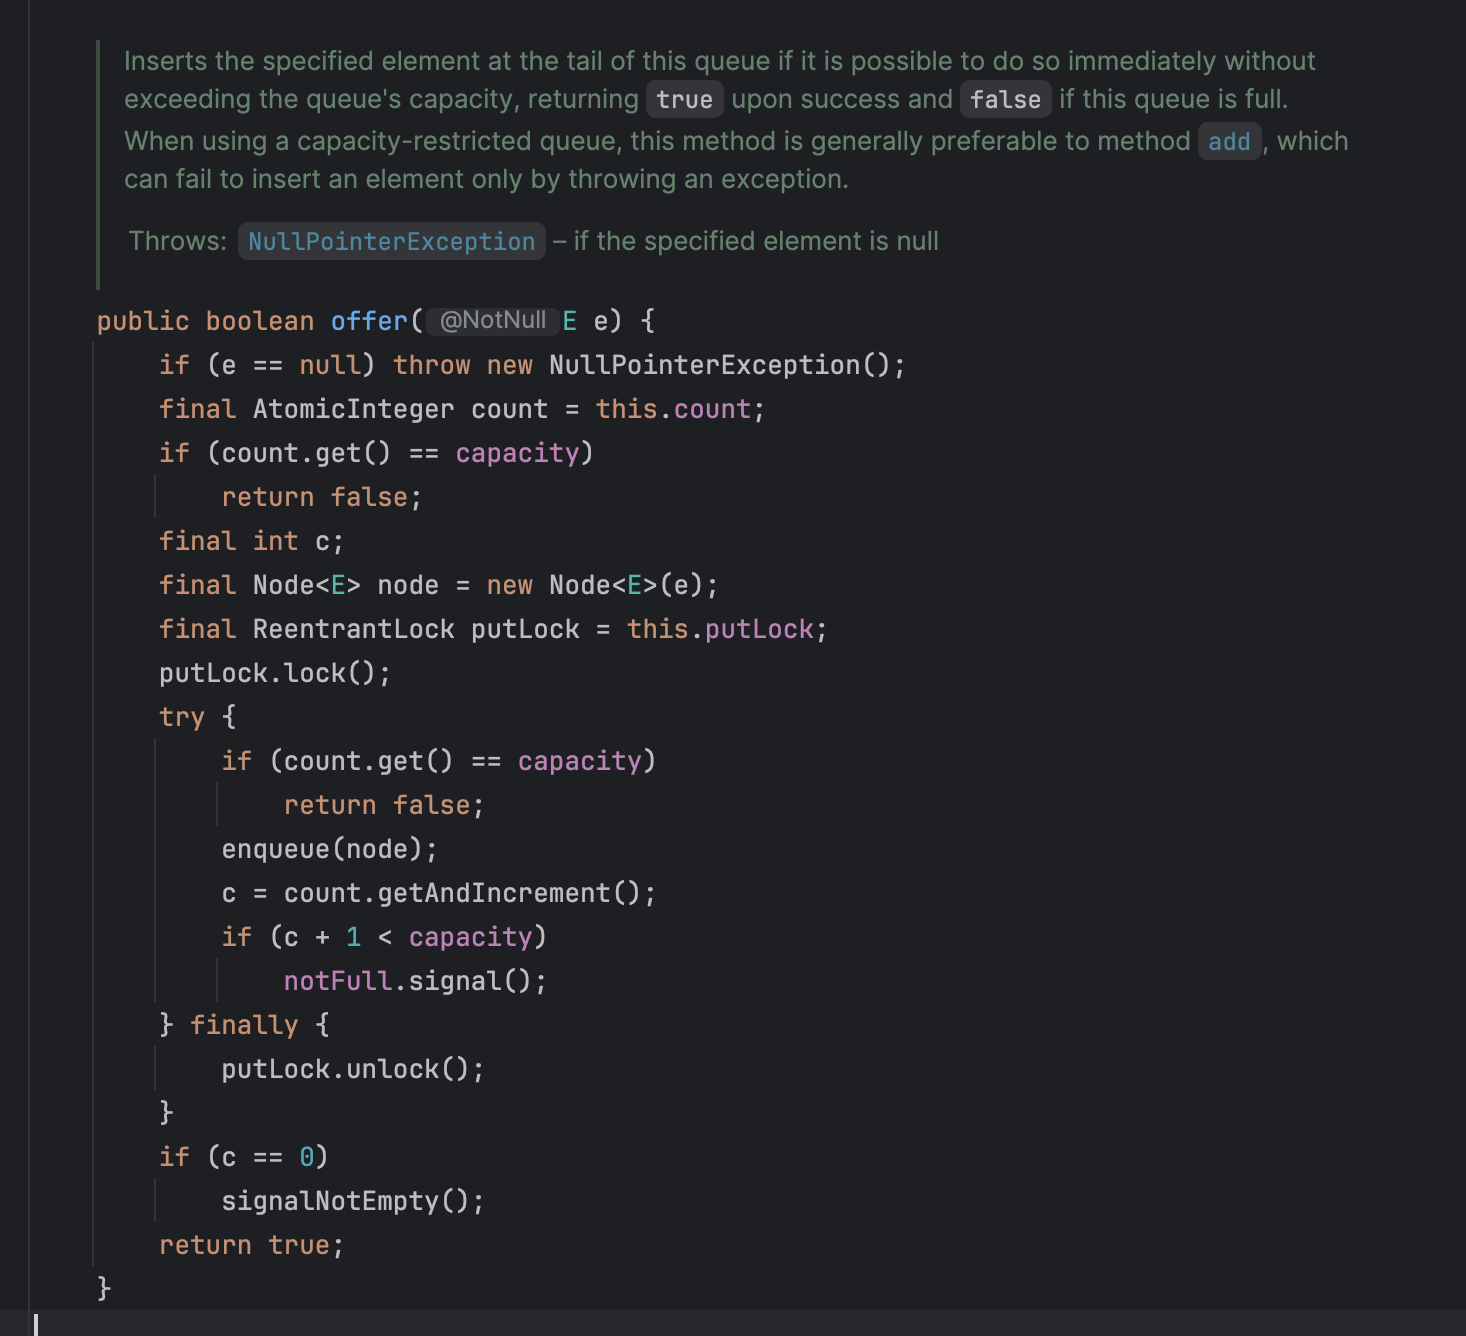 Inserts the specified element at the tail of this queue if it is possible to do so immediately without
exceeding the queue's capacity, returning true upon success and false if this queue is full.
When using a capacity-restricted queue, this method is generally preferable to method add, which
can fail to insert an element only by throwing an exception.
Throws: NullPointerException – if the specified element is null
public boolean offer( @NotNull E e) {
    if (e == null) throw new NullPointerException();
    final AtomicInteger count = this.count;
    if (count.get() == capacity)
        return false;
    final int c;
    final Node<E> node = new Node<E>(e);
    final ReentrantLock putLock = this.putLock;
    putLock.lock();
    try {
        if (count.get() == capacity)
            return false;
        enqueue(node);
        c = count.getAndIncrement();
        if (c + 1 < capacity)
            notFull.signal();
    } finally {
        putLock.unlock();
    }
    if (c == 0)
        signalNotEmpty();
    return true;
}